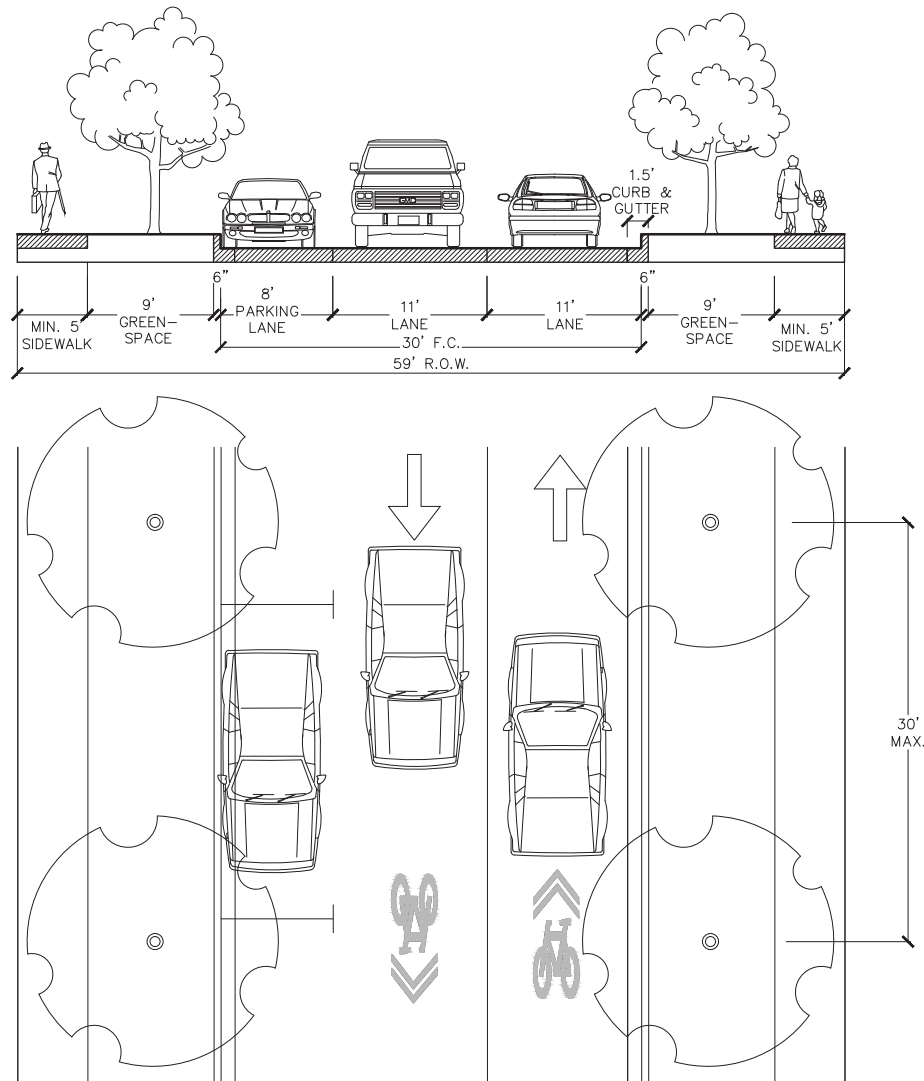 1.5'
CURB &
GUTTER
GMC
6"
6"
MIN. 5'
SIDEWALK
9'
GREEN-
SPACE
8'
PARKING
LANE
11'
LANE
11'
LANE
9'
GREEN-
SPACE
MIN. 5'
SIDEWALK
30' F.C.
59' R.O.W.
30'
MAX.